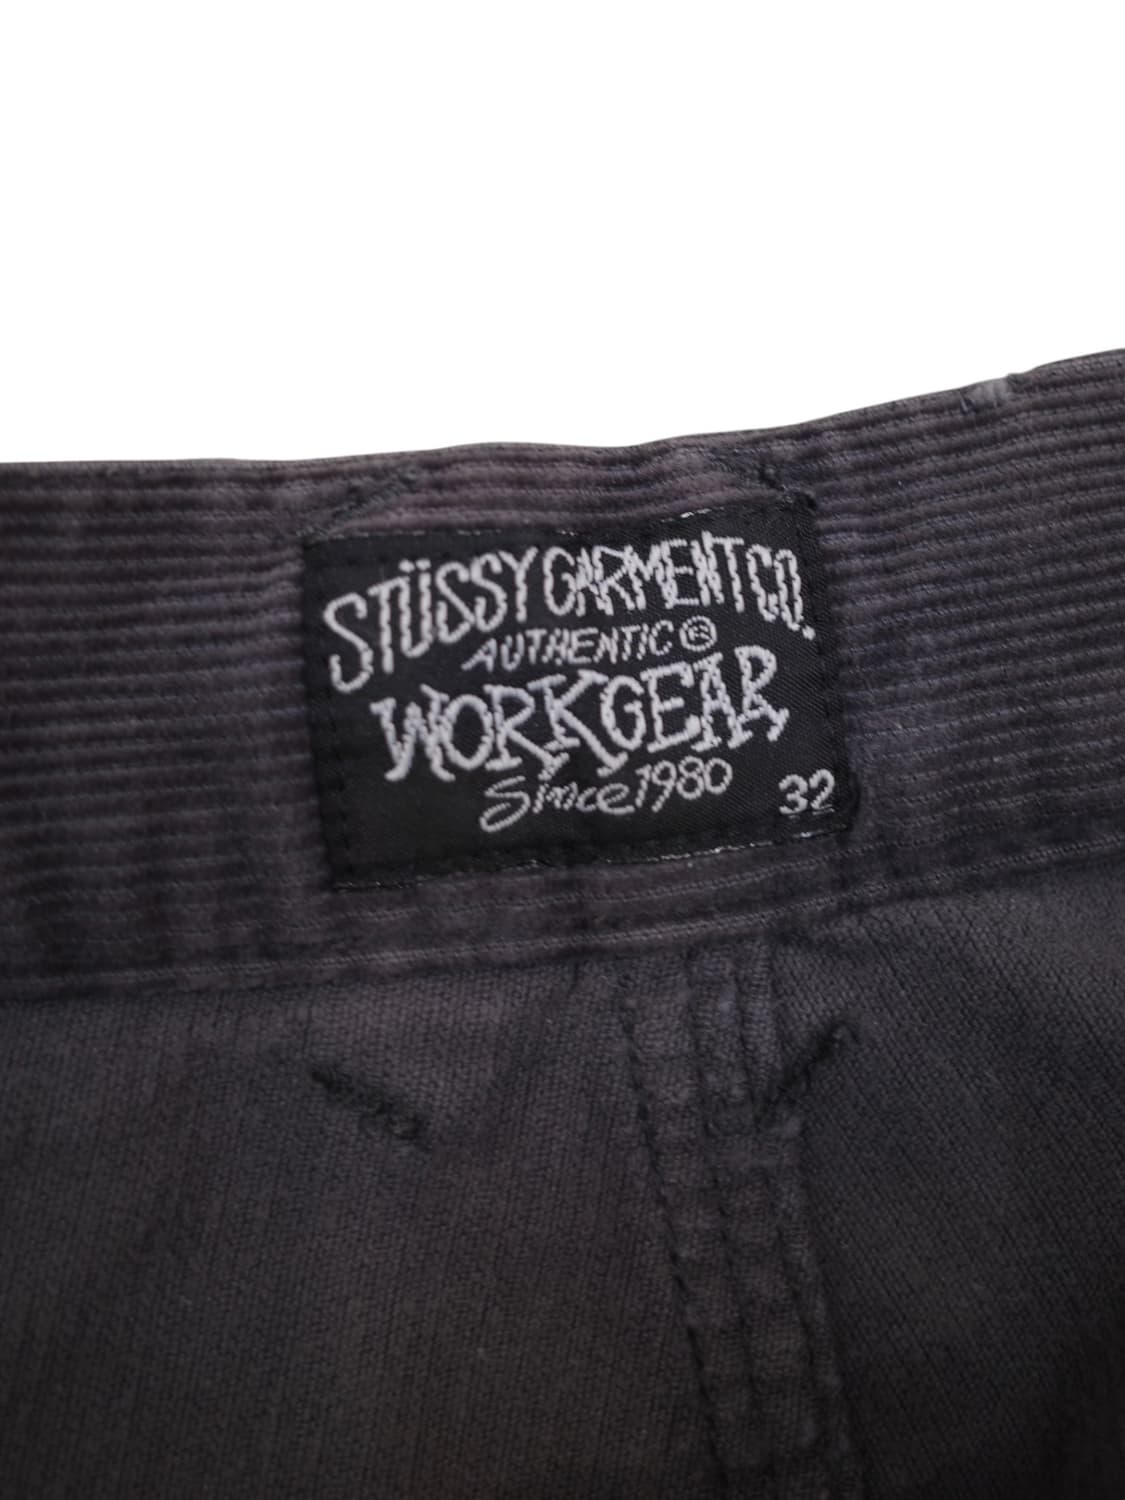 STÜSSY GARMENT CO.
AUTHENTIC ®
WORKGEAR
Since 1980
32